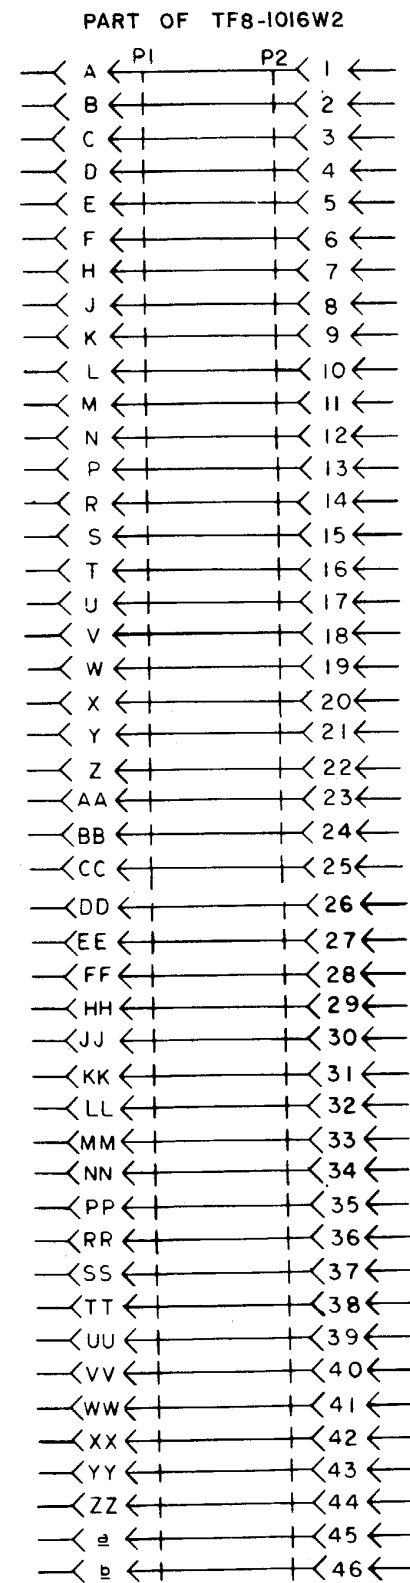 PART OF TF8-1016W2
P1 P2
A 1
B 2
C 3
D 4
E 5
F 6
H 7
J 8
K 9
L 10
M 11
N 12
P 13
R 14
S 15
T 16
U 17
V 18
W 19
X 20
Y 21
Z 22
AA 23
BB 24
CC 25
DD 26
EE 27
FF 28
HH 29
JJ 30
KK 31
LL 32
MM 33
NN 34
PP 35
RR 36
SS 37
TT 38
UU 39
VV 40
WW 41
XX 42
YY 43
ZZ 44
a 45
b 46